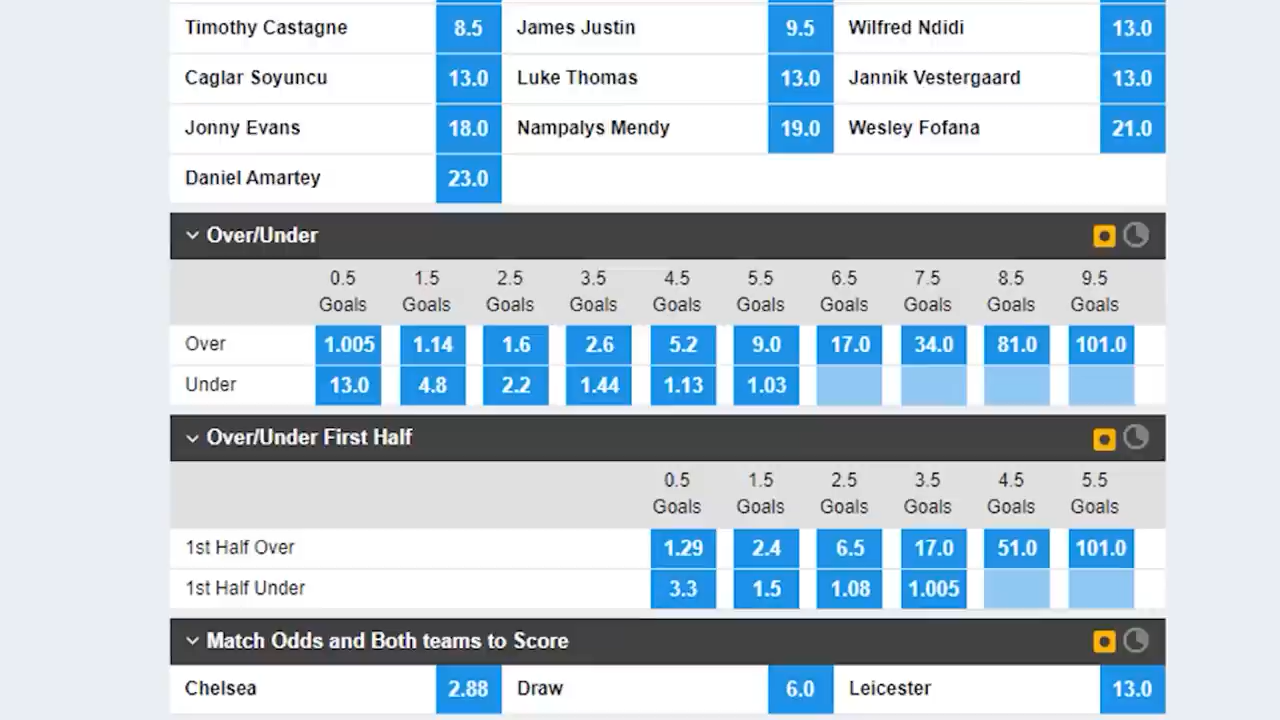 Timothy Castagne 8.5 James Justin 9.5 Wilfred Ndidi 13.0
Caglar Soyuncu 13.0 Luke Thomas 13.0 Jannik Vestergaard 13.0
Jonny Evans 18.0 Nampalys Mendy 19.0 Wesley Fofana 21.0
Daniel Amartey 23.0
Over/Under
0.5 1.5 2.5 3.5 4.5 5.5 6.5 7.5 8.5 9.5
Goals Goals Goals Goals Goals Goals Goals Goals Goals Goals
Over 1.005 1.14 1.6 2.6 5.2 9.0 17.0 34.0 81.0 101.0
Under 13.0 4.8 2.2 1.44 1.13 1.03
Over/Under First Half
0.5 1.5 2.5 3.5 4.5 5.5
Goals Goals Goals Goals Goals Goals
1st Half Over 1.29 2.4 6.5 17.0 51.0 101.0
1st Half Under 3.3 1.5 1.08 1.005
Match Odds and Both teams to Score
Chelsea 2.88 Draw 6.0 Leicester 13.0